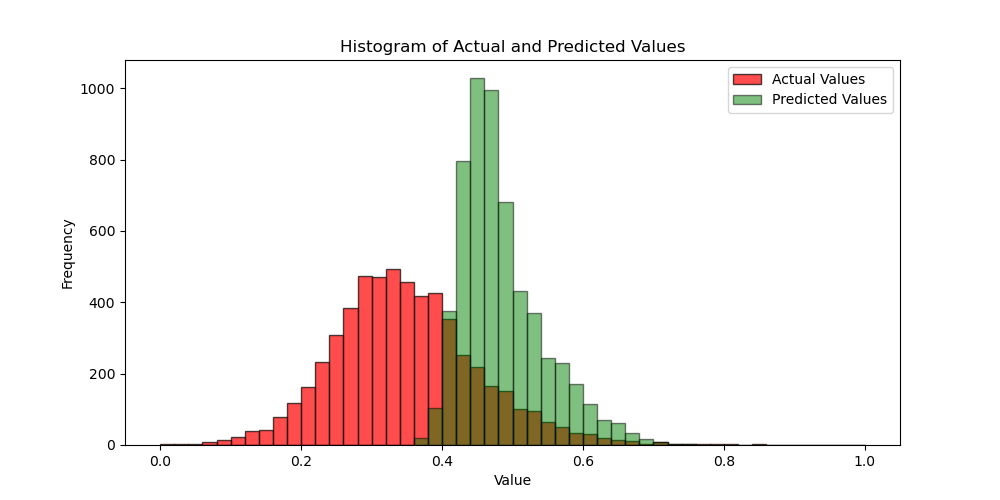 Histogram of Actual and Predicted Values
Actual Values
Predicted Values
1000
800
600
400
200
0
Frequency
0.0 0.2 0.4 0.6 0.8 1.0
Value